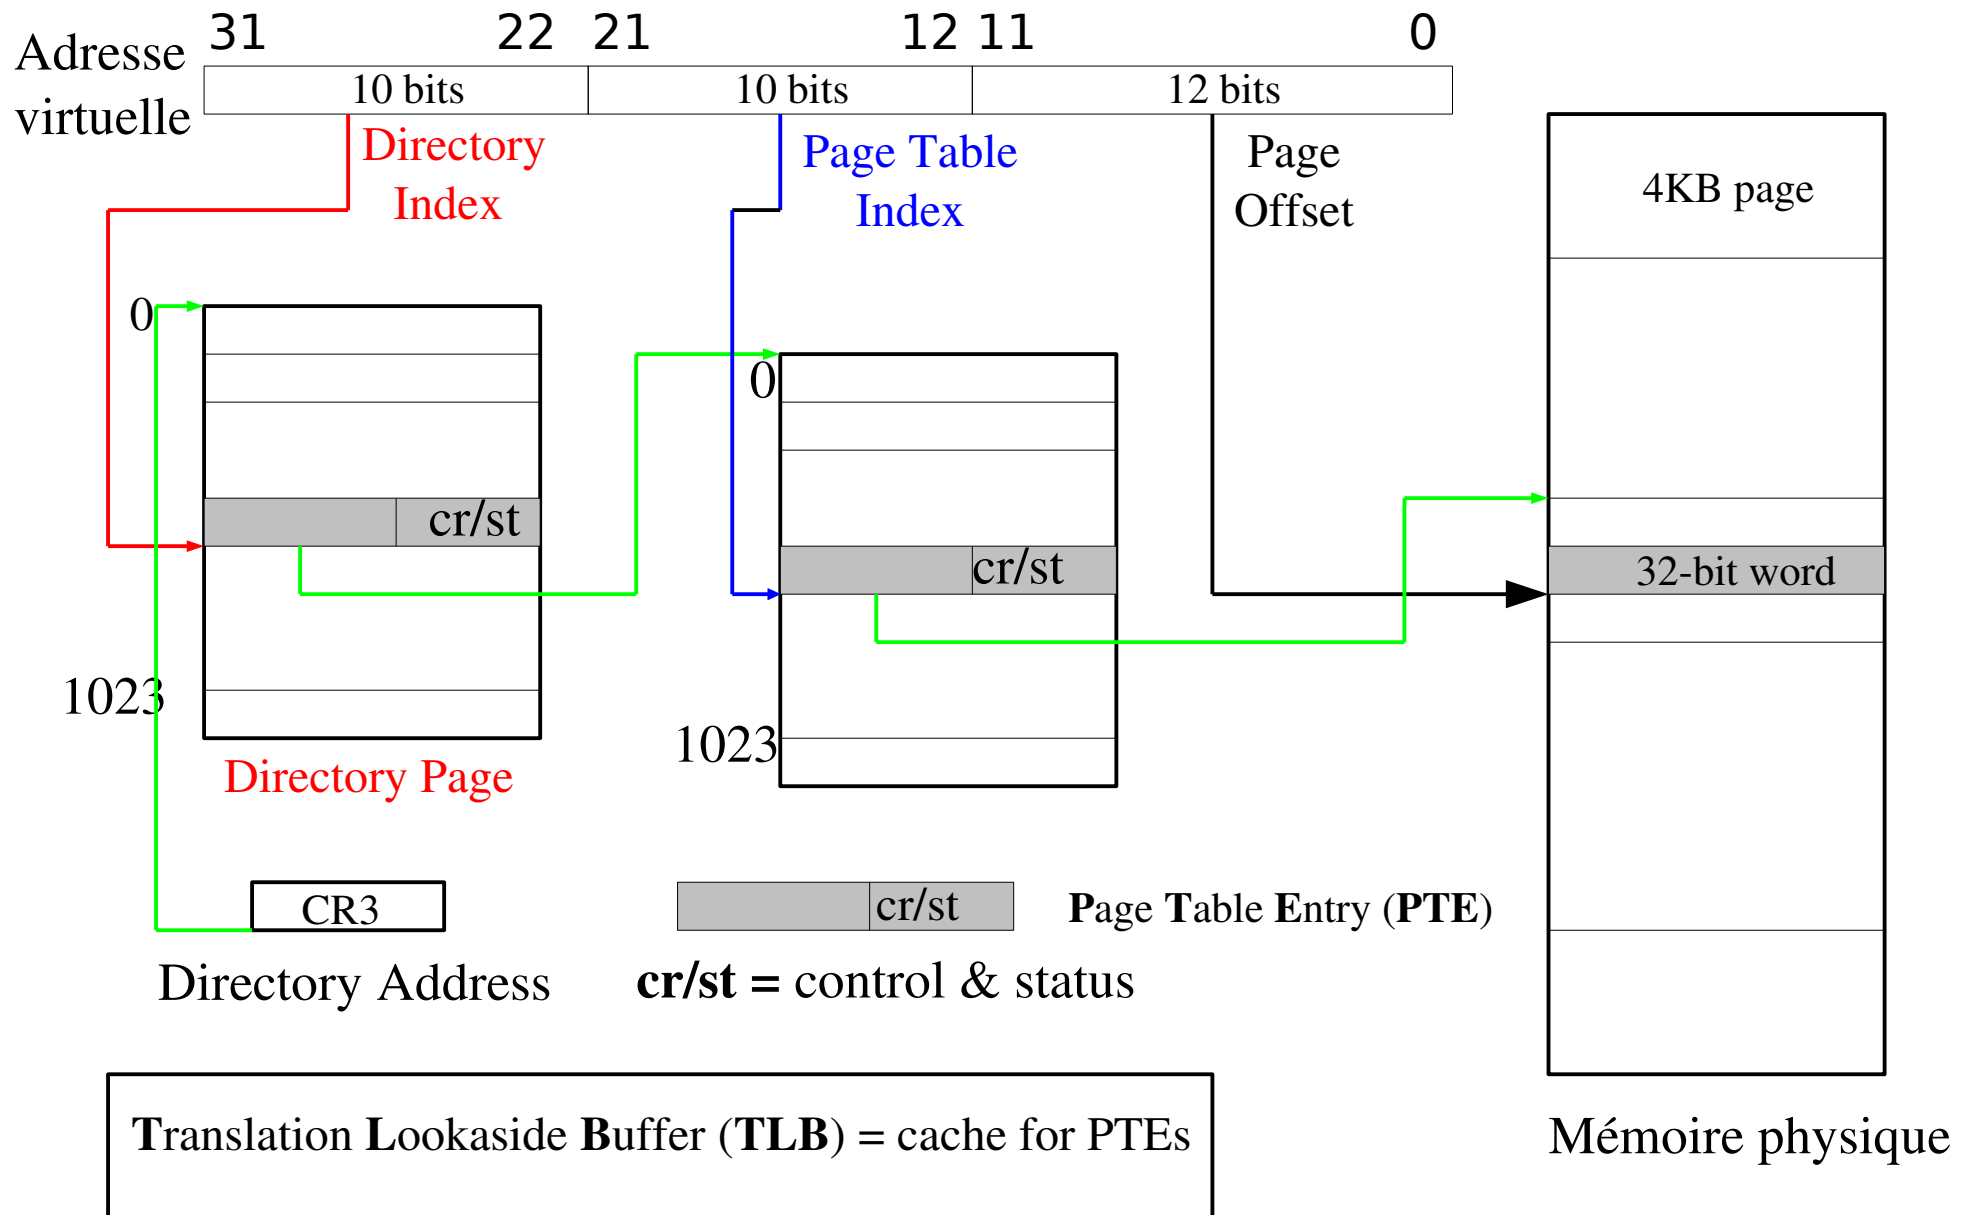 Adresse
virtuelle
31 22 21 12 11 0
10 bits 10 bits 12 bits
Directory
Index
Page Table
Index
Page
Offset
4KB page
0
cr/st
1023
Directory Page
0
cr/st
1023
32-bit word
CR3
Directory Address
cr/st
Page Table Entry (PTE)
cr/st = control & status
Translation Lookaside Buffer (TLB) = cache for PTEs
Mémoire physique